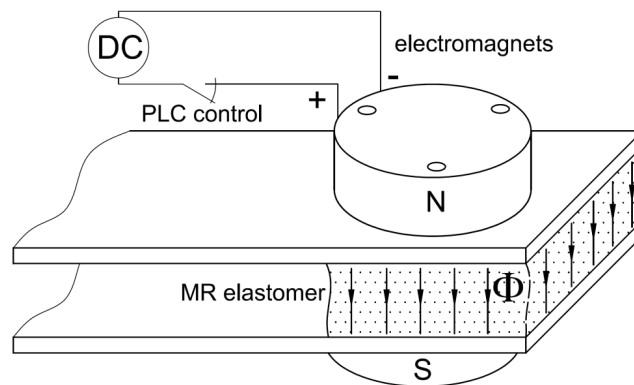 DC
electromagnets
-
+
PLC control
N
MR elastomer
Φ
S